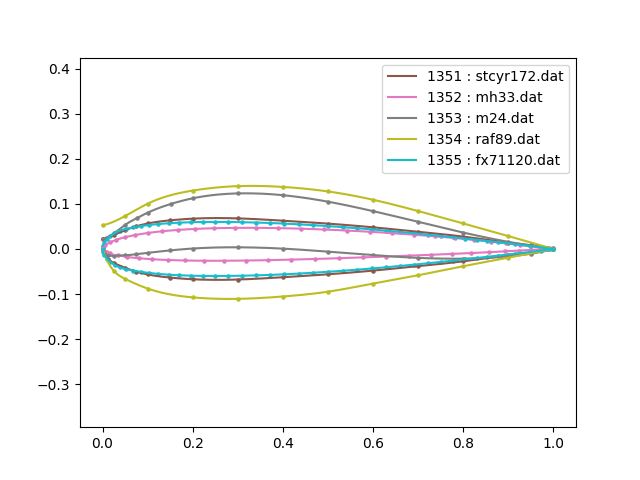 0.4
0.3
0.2
0.1
0.0
−0.1
−0.2
−0.3
0.0 0.2 0.4 0.6 0.8 1.0
1351 : stcyr172.dat
1352 : mh33.dat
1353 : m24.dat
1354 : raf89.dat
1355 : fx71120.dat